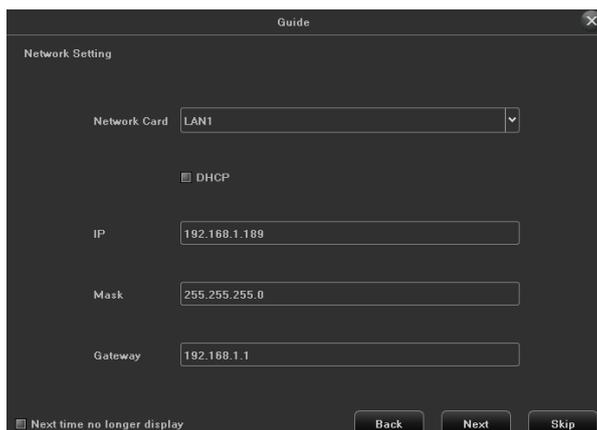 Guide
Network Setting
Network Card LAN1
DHCP
IP 192.168.1.189
Mask 255.255.255.0
Gateway 192.168.1.1
Next time no longer display Back Next Skip